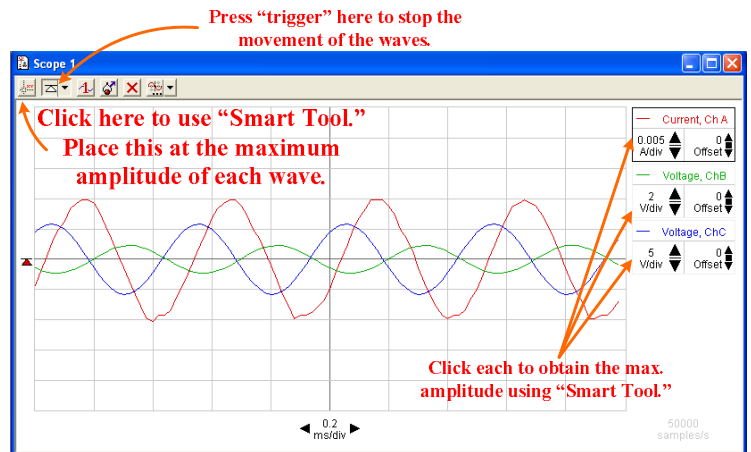 Press “trigger” here to stop the
movement of the waves.
Scope 1
Click here to use “Smart Tool.”
Place this at the maximum
amplitude of each wave.
Current, Ch A
0.005
A/div
0
Offset
Voltage, ChB
2
V/div
0
Offset
Voltage, ChC
5
V/div
0
Offset
Click each to obtain the max.
amplitude using “Smart Tool.”
0.2
ms/div
50000
samples/s